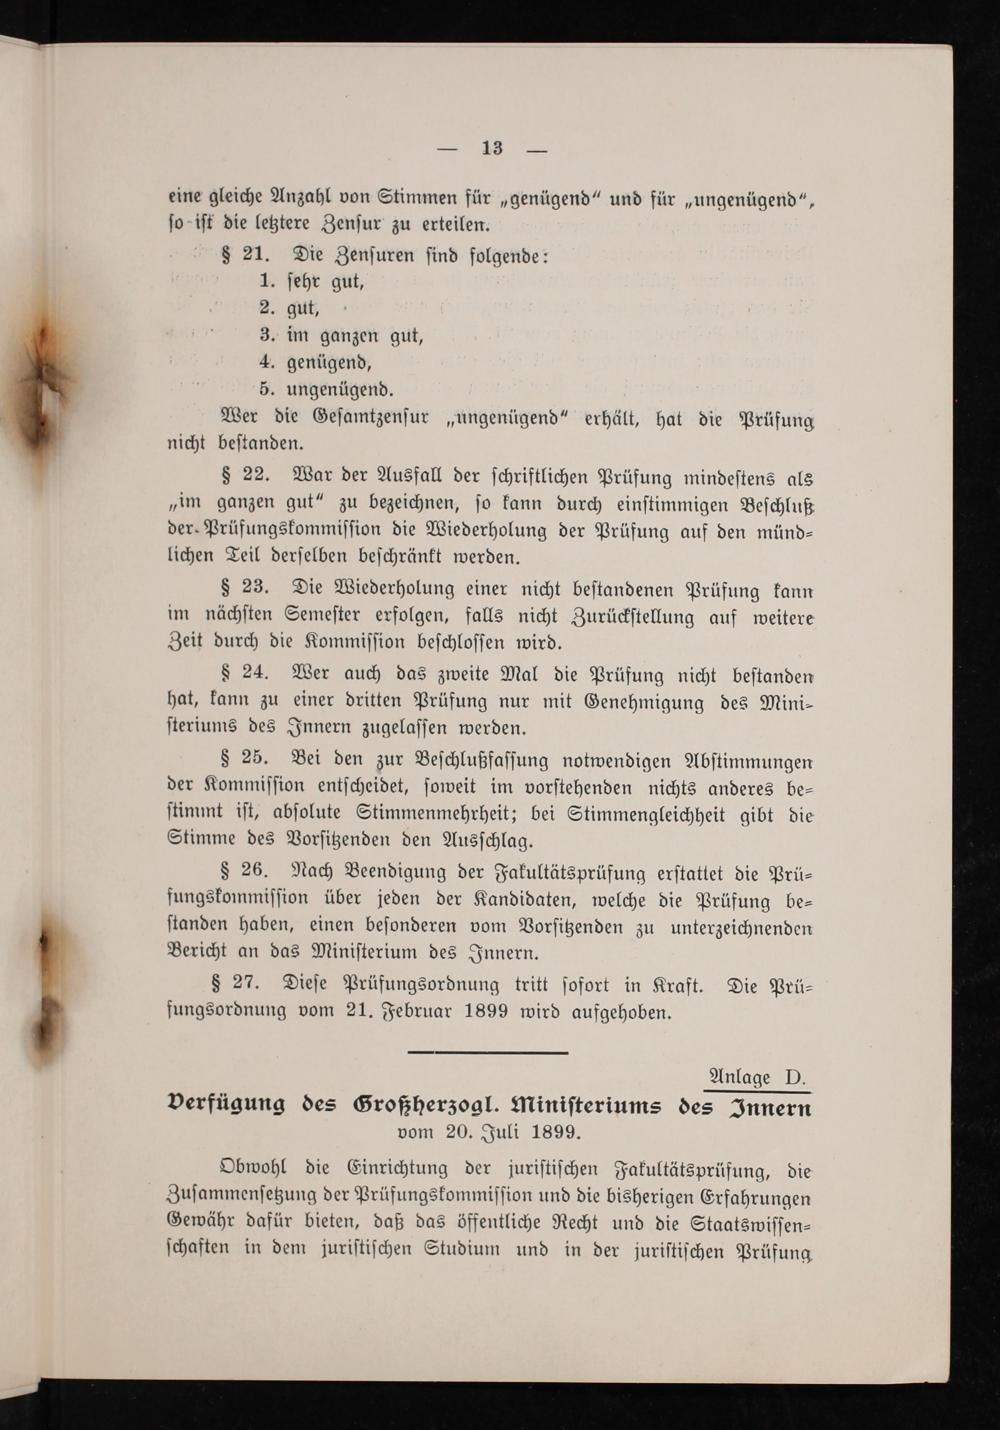 — 13 —
eine gleiche Anzahl von Stimmen für „genügend“ und für „ungenügend“,
so ist die letztere Zensur zu erteilen.
§ 21. Die Zensuren sind folgende:
1. sehr gut,
2. gut,
3. im ganzen gut,
4. genügend,
5. ungenügend.
Wer die Gesamtzensur „ungenügend“ erhält, hat die Prüfung
nicht bestanden.
§ 22. War der Ausfall der schriftlichen Prüfung mindestens als
„im ganzen gut“ zu bezeichnen, so kann durch einstimmigen Beschluß
der Prüfungskommission die Wiederholung der Prüfung auf den münd-
lichen Teil derselben beschränkt werden.
§ 23. Die Wiederholung einer nicht bestandenen Prüfung kann
im nächsten Semester erfolgen, falls nicht Zurückstellung auf weitere
Zeit durch die Kommission beschlossen wird.
§ 24. Wer auch das zweite Mal die Prüfung nicht bestanden
hat, kann zu einer dritten Prüfung nur mit Genehmigung des Mini-
steriums des Innern zugelassen werden.
§ 25. Bei den zur Beschlußfassung notwendigen Abstimmungen
der Kommission entscheidet, soweit im vorstehenden nichts anderes be-
stimmt ist, absolute Stimmenmehrheit; bei Stimmengleichheit gibt die
Stimme des Vorsitzenden den Ausschlag.
§ 26. Nach Beendigung der Fakultätsprüfung erstattet die Prü-
fungskommission über jeden der Kandidaten, welche die Prüfung be-
standen haben, einen besonderen vom Vorsitzenden zu unterzeichnenden
Bericht an das Ministerium des Innern.
§ 27. Diese Prüfungsordnung tritt sofort in Kraft. Die Prü-
fungsordnung vom 21. Februar 1899 wird aufgehoben.
Anlage D.
Verfügung des Großherzogl. Ministeriums des Innern
vom 20. Juli 1899.
Obwohl die Einrichtung der juristischen Fakultätsprüfung, die
Zusammensetzung der Prüfungskommission und die bisherigen Erfahrungen
Gewähr dafür bieten, daß das öffentliche Recht und die Staatswissen-
schaften in dem juristischen Studium und in der juristischen Prüfung